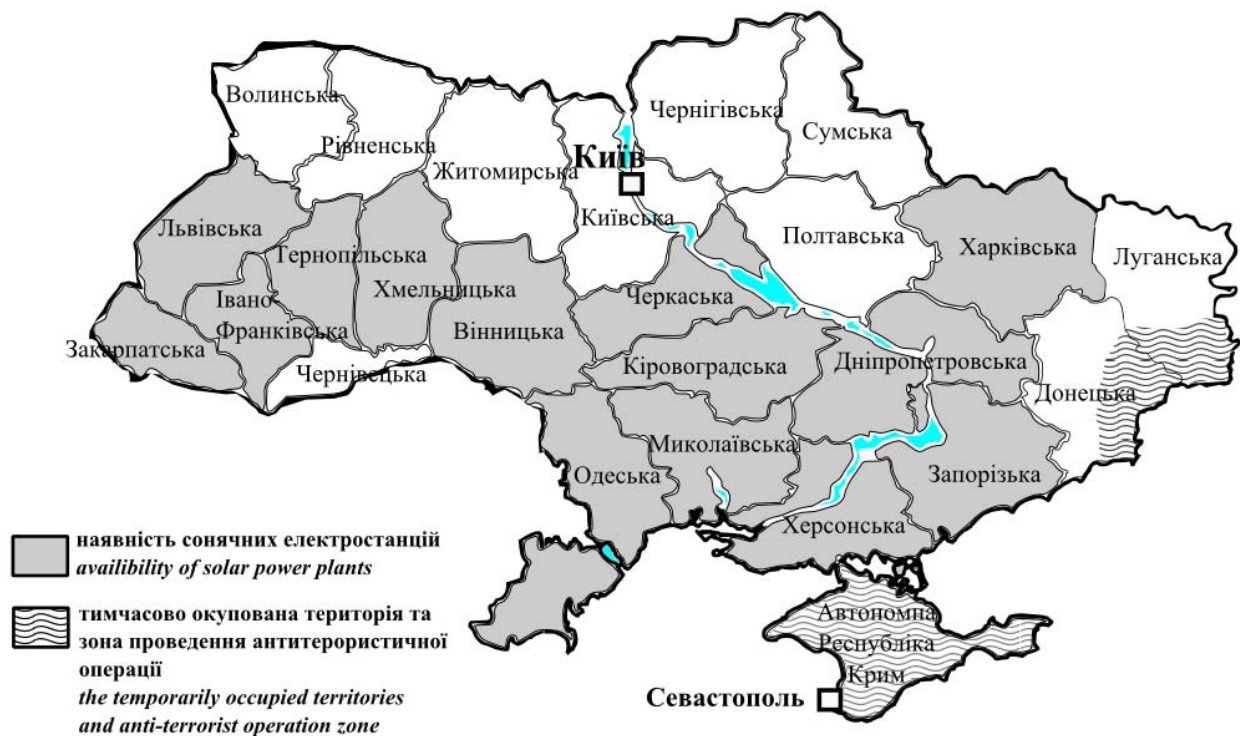 Волинська
Рівненська
Житомирська
Чернігівська
Сумська
Київ
Київська
Полтавська
Харківська
Луганська
Львівська
Тернопільська
Хмельницька
Івано
Франківська
Закарпатська
Чернівецька
Вінницька
Черкаська
Кіровоградська
Дніпропетровська
Донецька
Одеська
Миколаївська
Запорізька
Херсонська
Автономна
Республіка
Крим
Севастополь
наявність сонячних електростанцій
availibility of solar power plants
тимчасово окупована територія та
зона проведення антитерористичної
операції
the temporarily occupied territories
and anti-terrorist operation zone